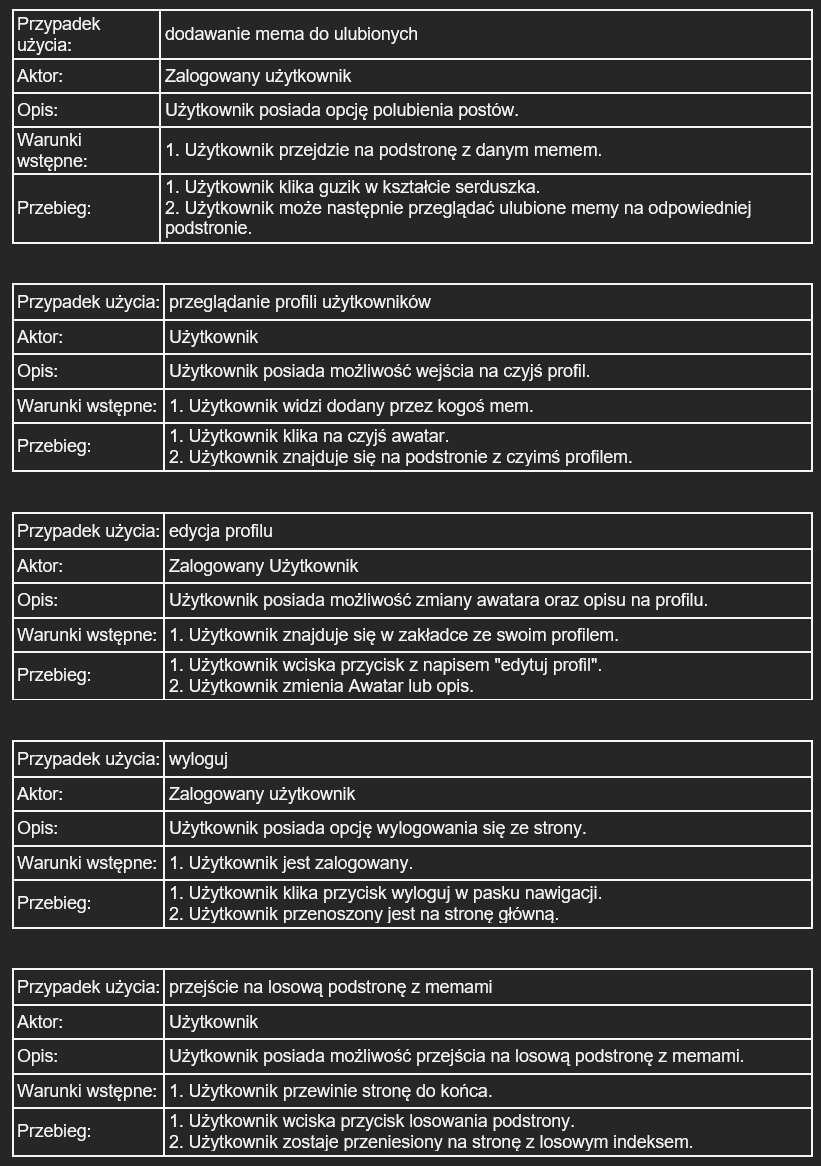 Przypadek
użycia:
dodawanie mema do ulubionych
Aktor:
Zalogowany użytkownik
Opis:
Użytkownik posiada opcję polubienia postów.
Warunki
wstępne:
1. Użytkownik przejdzie na podstronę z danym memem.
Przebieg:
1. Użytkownik klika guzik w kształcie serduszka.
2. Użytkownik może następnie przeglądać ulubione memy na odpowiedniej
podstronie.
Przypadek użycia: przeglądanie profili użytkowników
Aktor: Użytkownik
Opis: Użytkownik posiada możliwość wejścia na czyjś profil.
Warunki wstępne: 1. Użytkownik widzi dodany przez kogoś mem.
Przebieg:
1. Użytkownik klika na czyjś awatar.
2. Użytkownik znajduje się na podstronie z czyimś profilem.
Przypadek użycia: edycja profilu
Aktor: Zalogowany Użytkownik
Opis: Użytkownik posiada możliwość zmiany awatara oraz opisu na profilu.
Warunki wstępne: 1. Użytkownik znajduje się w zakładce ze swoim profilem.
Przebieg:
1. Użytkownik wciska przycisk z napisem "edytuj profil".
2. Użytkownik zmienia Awatar lub opis.
Przypadek użycia: wyloguj
Aktor: Zalogowany użytkownik
Opis: Użytkownik posiada opcję wylogowania się ze strony.
Warunki wstępne: 1. Użytkownik jest zalogowany.
Przebieg:
1. Użytkownik klika przycisk wyloguj w pasku nawigacji.
2. Użytkownik przenoszony jest na stronę główną.
Przypadek użycia: przejście na losową podstronę z memami
Aktor: Użytkownik
Opis: Użytkownik posiada możliwość przejścia na losową podstronę z memami.
Warunki wstępne: 1. Użytkownik przewinie stronę do końca.
Przebieg:
1. Użytkownik wciska przycisk losowania podstrony.
2. Użytkownik zostaje przeniesiony na stronę z losowym indeksem.